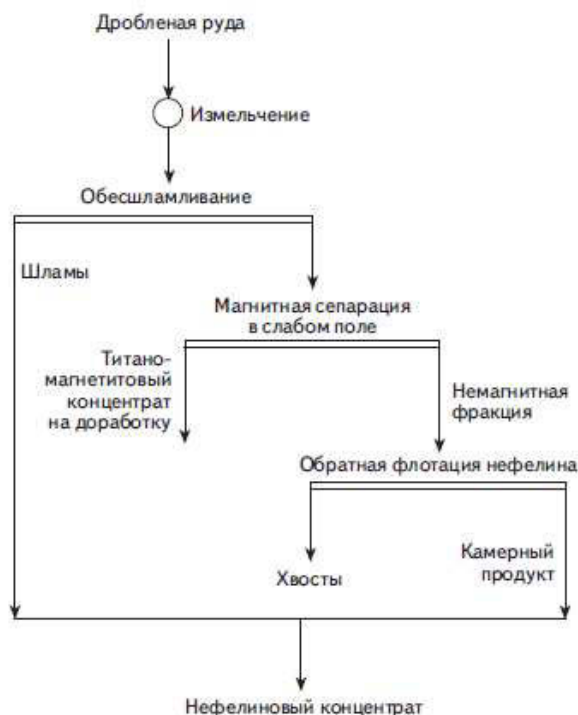 Дробленая руда
Измельчение
Обесшламливание
Шламы
Магнитная сепарация
в слабом поле
Титано-
магнетитовый
концентрат
на доработку
Немагнитная
фракция
Обратная флотация нефелина
Хвосты
Камерный
продукт
Нефелиновый концентрат